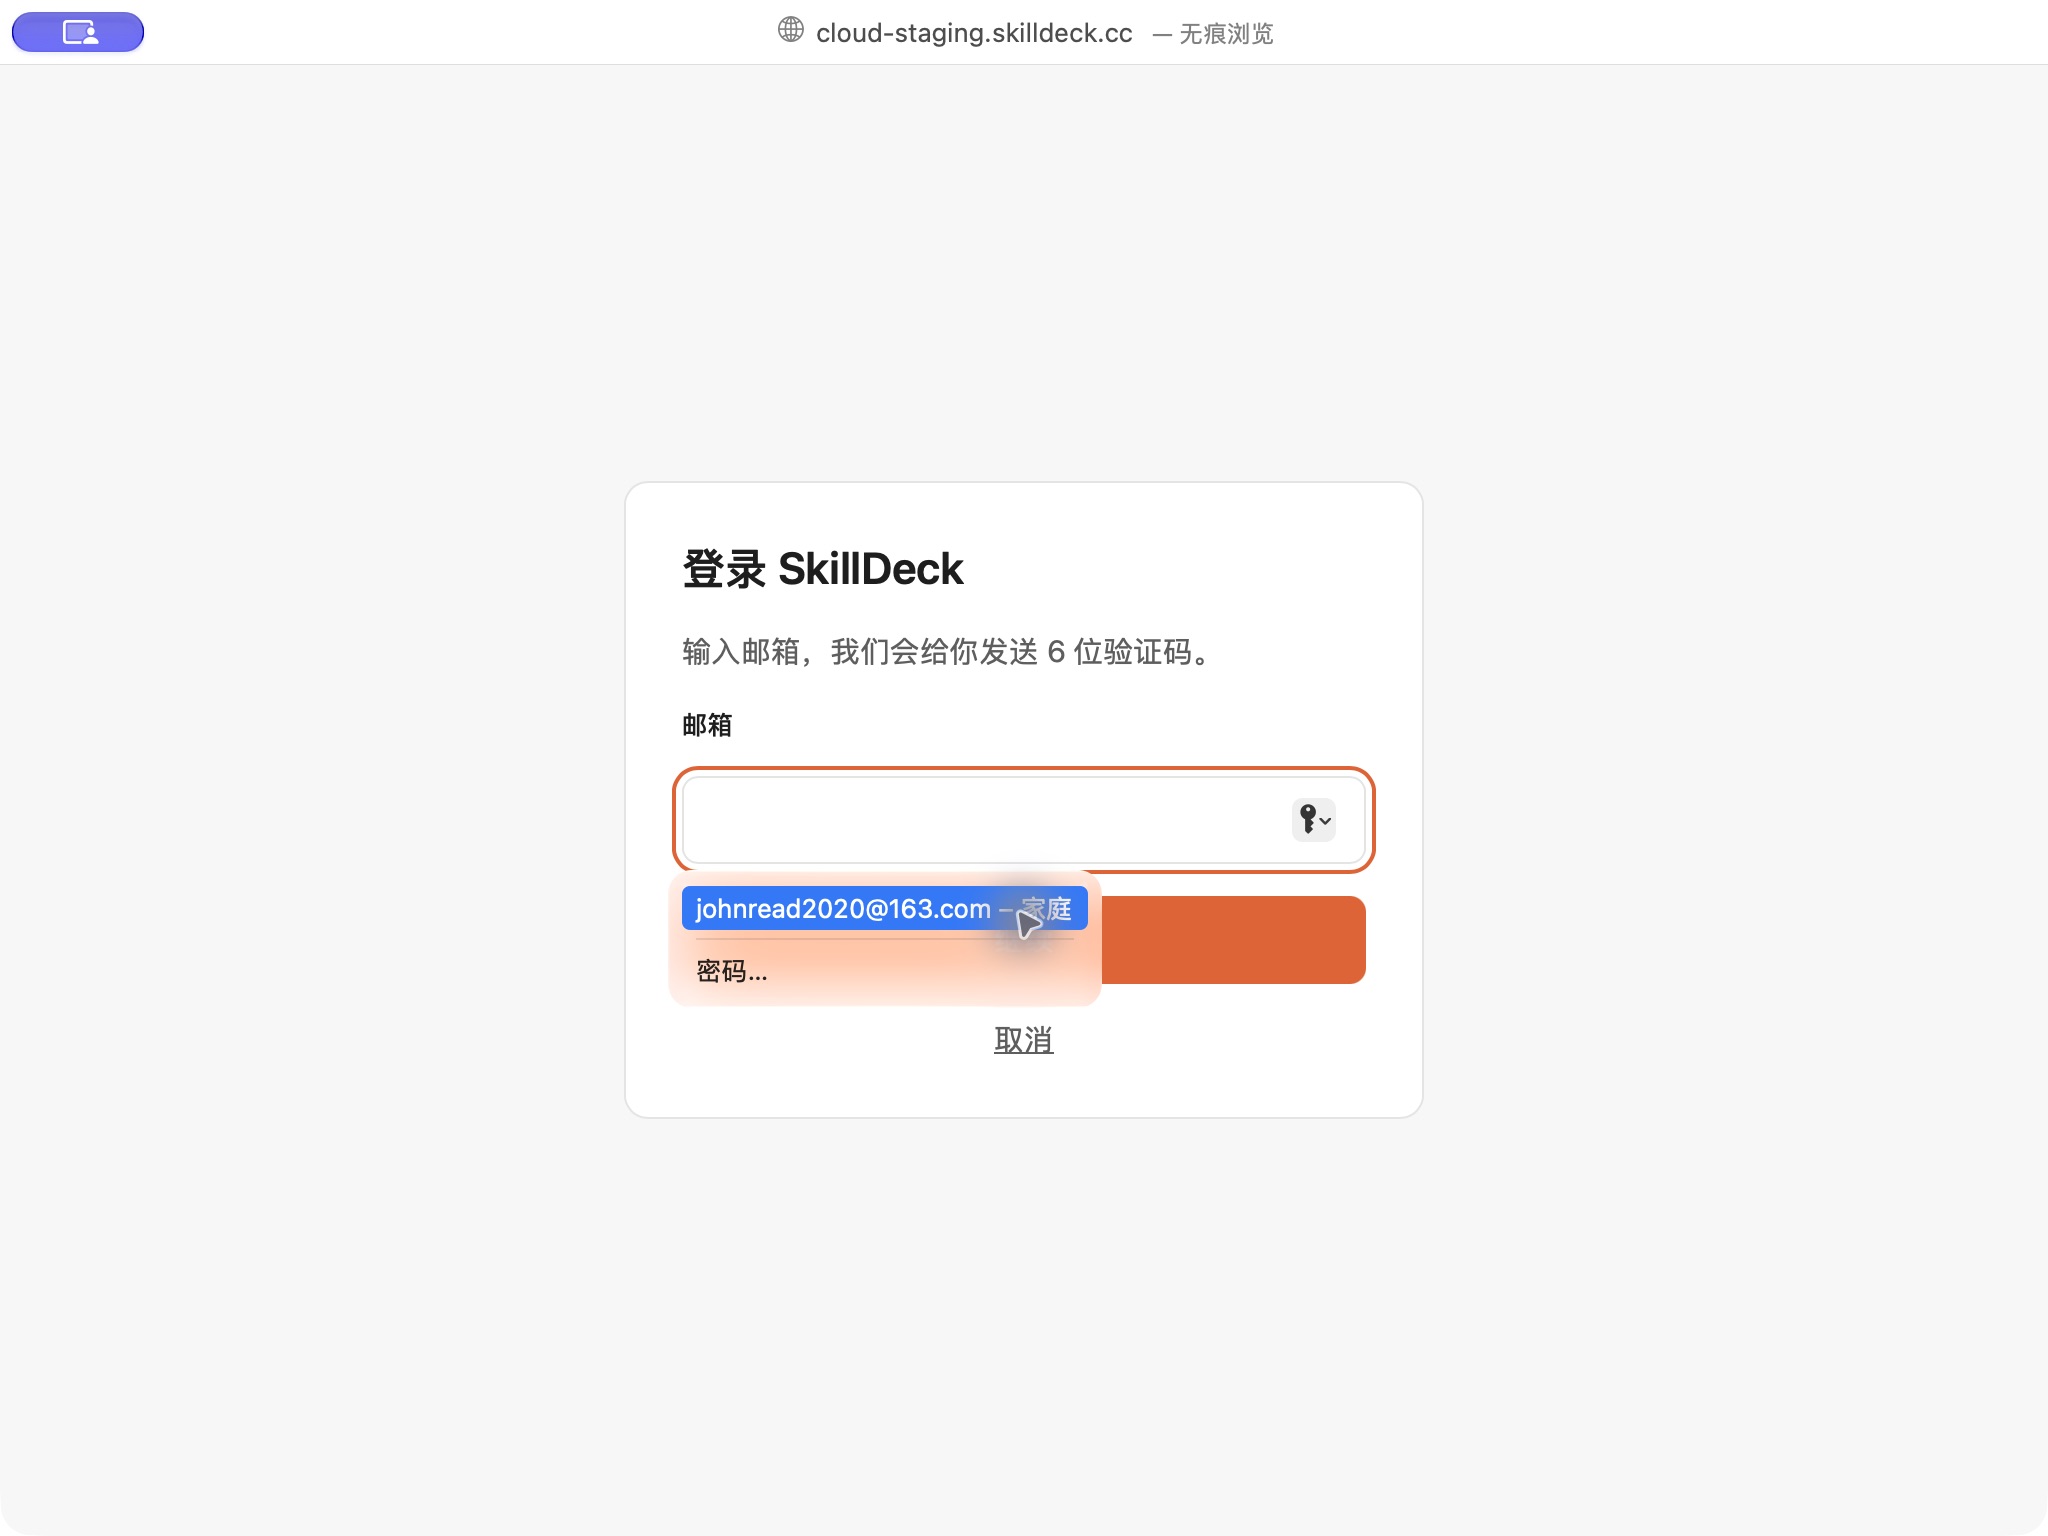 cloud-staging.skilldeck.cc — 无痕浏览
登录 SkillDeck
输入邮箱，我们会给你发送 6 位验证码。
邮箱
johnread2020@163.com – 家庭
密码...
取消